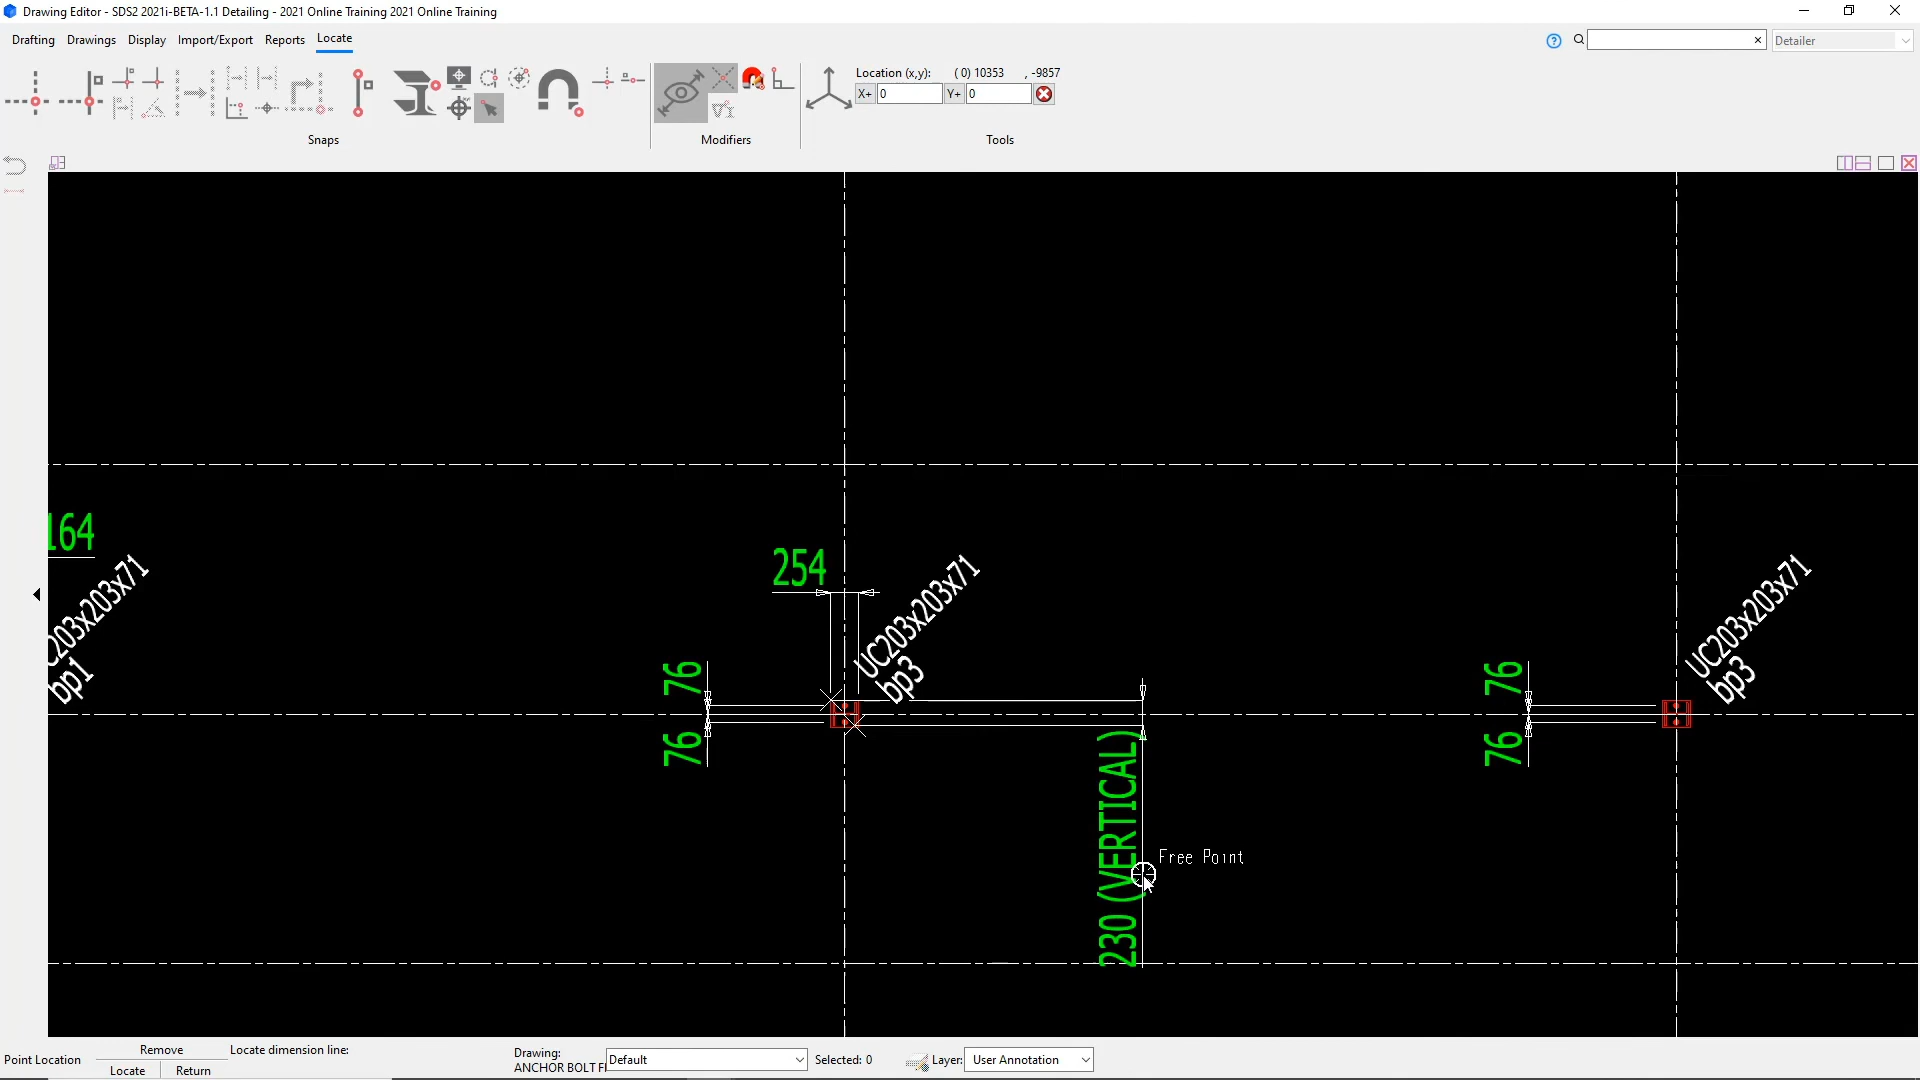 Drawing Editor - SDS2 2021i-BETA-1.1 Detailing - 2021 Online Training 2021 Online Training
Drafting Drawings Display Import/Export Reports Locate
Detailer
Location (x,y): (0) 10353 , -9857
X+ 0 Y+ 0
Snaps Modifiers Tools
164
254
UC203x203x71
bp1
UC203x203x71
bp3
UC203x203x71
bp3
76
76
76
76
230 (VERTICAL)
Free Point
Point Location
Remove
Locate Return
Locate dimension line:
Drawing:
ANCHOR BOLT
Default
Selected: 0
Layer: User Annotation